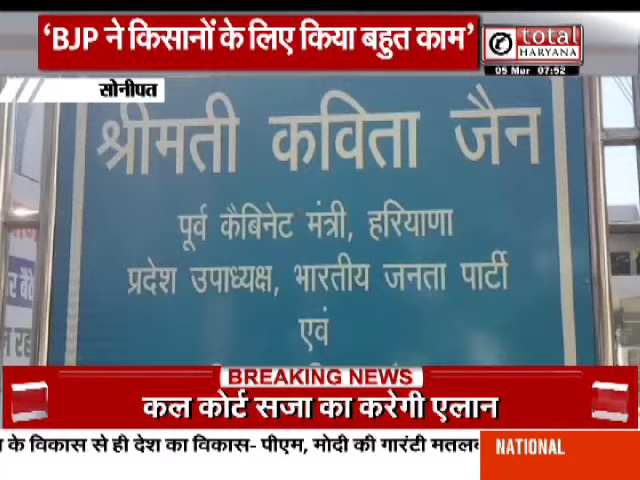 ‘BJP ने किसानों के लिए किया बहुत काम’
total
HARYANA
05 Mar 07:52
सोनीपत
श्रीमती कविता जैन
पूर्व कैबिनेट मंत्री, हरियाणा
प्रदेश उपाध्यक्ष, भारतीय जनता पार्टी
एवं
BREAKING NEWS
कल कोर्ट सजा का करेगी एलान
के विकास से ही देश का विकास- पीएम, मोदी की गारंटी मतलब
NATIONAL